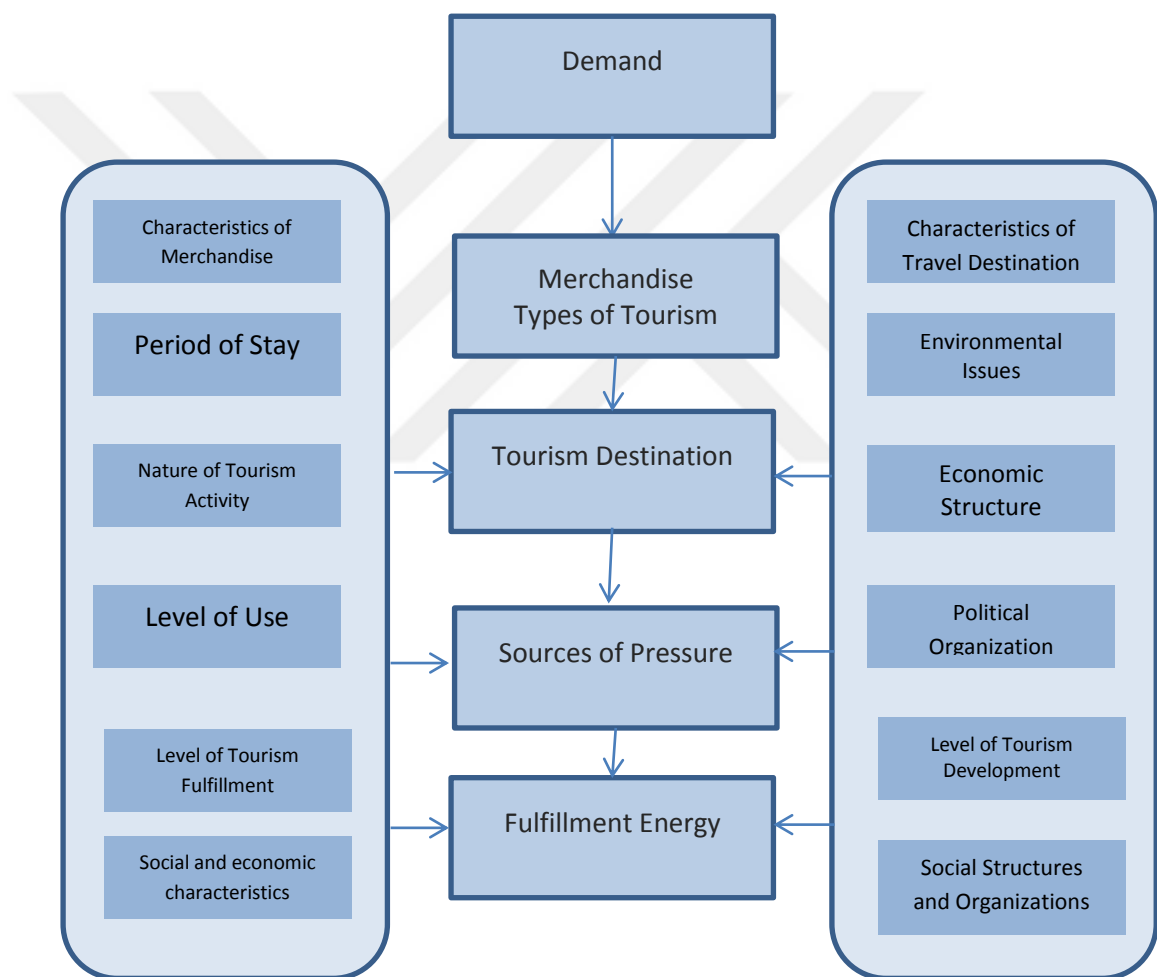 Demand
Characteristics of
Merchandise
Period of Stay
Nature of Tourism
Activity
Level of Use
Level of Tourism
Fulfillment
Social and economic
characteristics
Merchandise
Types of Tourism
Tourism Destination
Sources of Pressure
Fulfillment Energy
Characteristics of
Travel Destination
Environmental
Issues
Economic
Structure
Political
Organization
Level of Tourism
Development
Social Structures
and Organizations